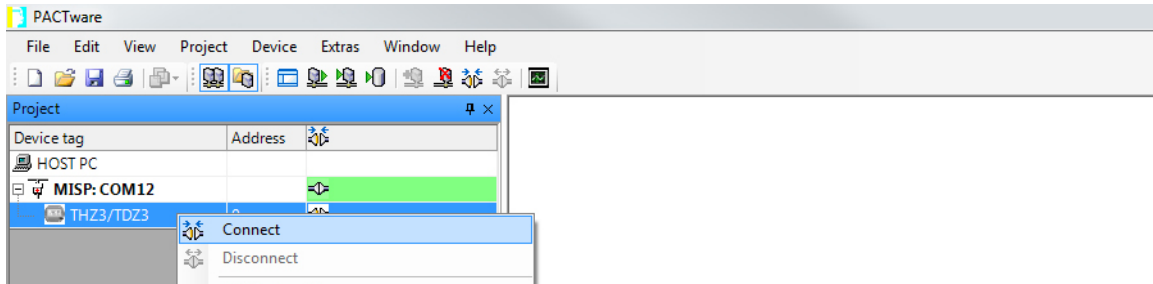 PACTware
File Edit View Project Device Extras Window Help
Project
Device tag Address
HOST PC
MISP: COM12
THZ3/TDZ3
Connect
Disconnect